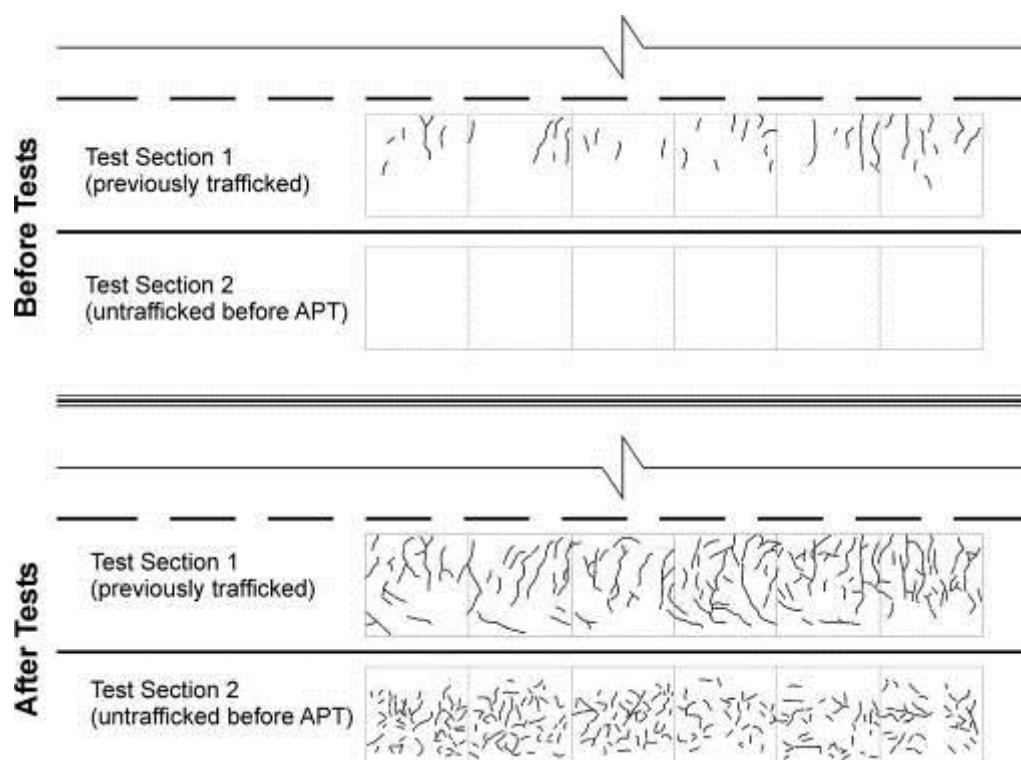 Before Tests
Test Section 1
(previously trafficked)
Test Section 2
(untrafficked before APT)
After Tests
Test Section 1
(previously trafficked)
Test Section 2
(untrafficked before APT)